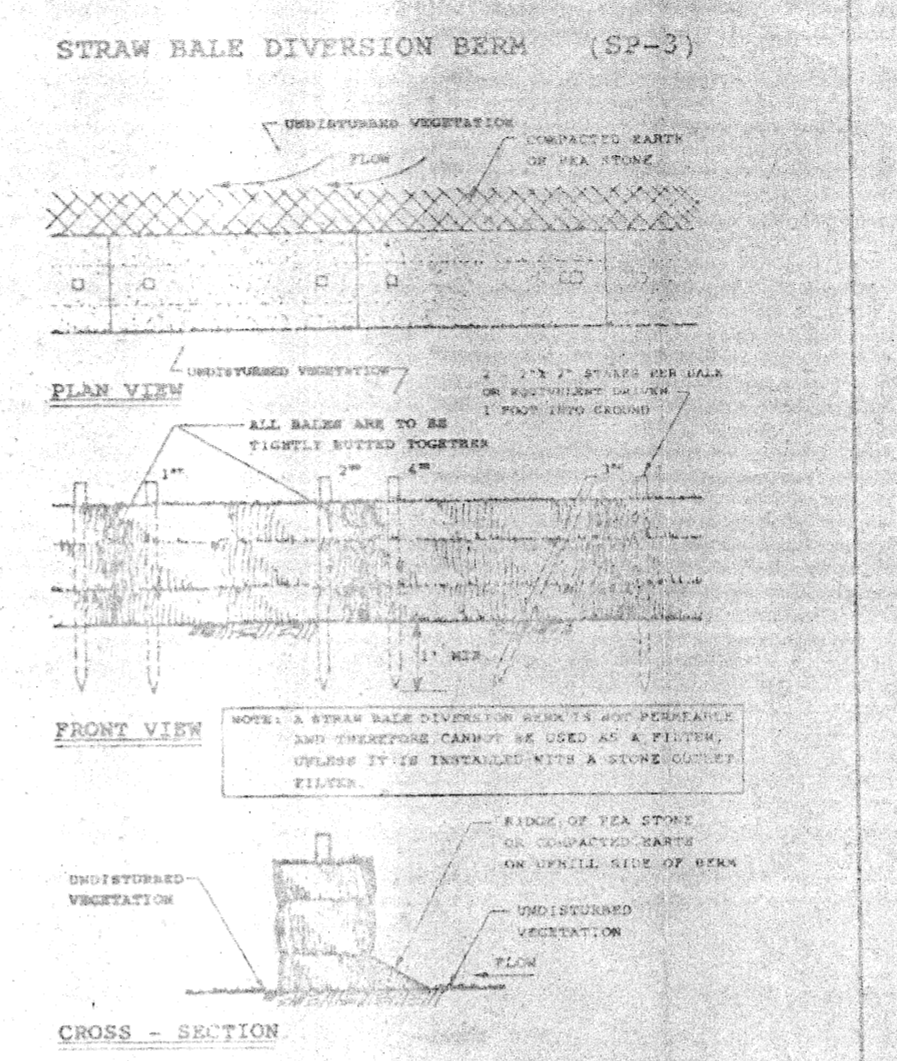 STRAW BALE DIVERSION BERM (SP-3)
UNDISTURBED VEGETATION
COMPACTED EARTH
OR PEA STONE
FLOW
UNDISTURBED VEGETATION
PLAN VIEW
2 - 2"X 2" STAKES PER BALE
OR EQUIVALENT DRIVEN
1 FOOT INTO GROUND
ALL BALES ARE TO BE
TIGHTLY BUTTED TOGETHER
1ST
2ND
1' MIN.
FRONT VIEW
NOTE: A STRAW BALE DIVERSION BERM IS NOT PERMEABLE
AND THEREFORE CANNOT BE USED AS A FILTER,
UNLESS IT IS INSTALLED WITH A STONE OUTLET
FILTER.
RIDGE OF PEA STONE
OR COMPACTED EARTH
ON UPHILL SIDE OF BERM
UNDISTURBED
VEGETATION
UNDISTURBED
VEGETATION
FLOW
CROSS - SECTION